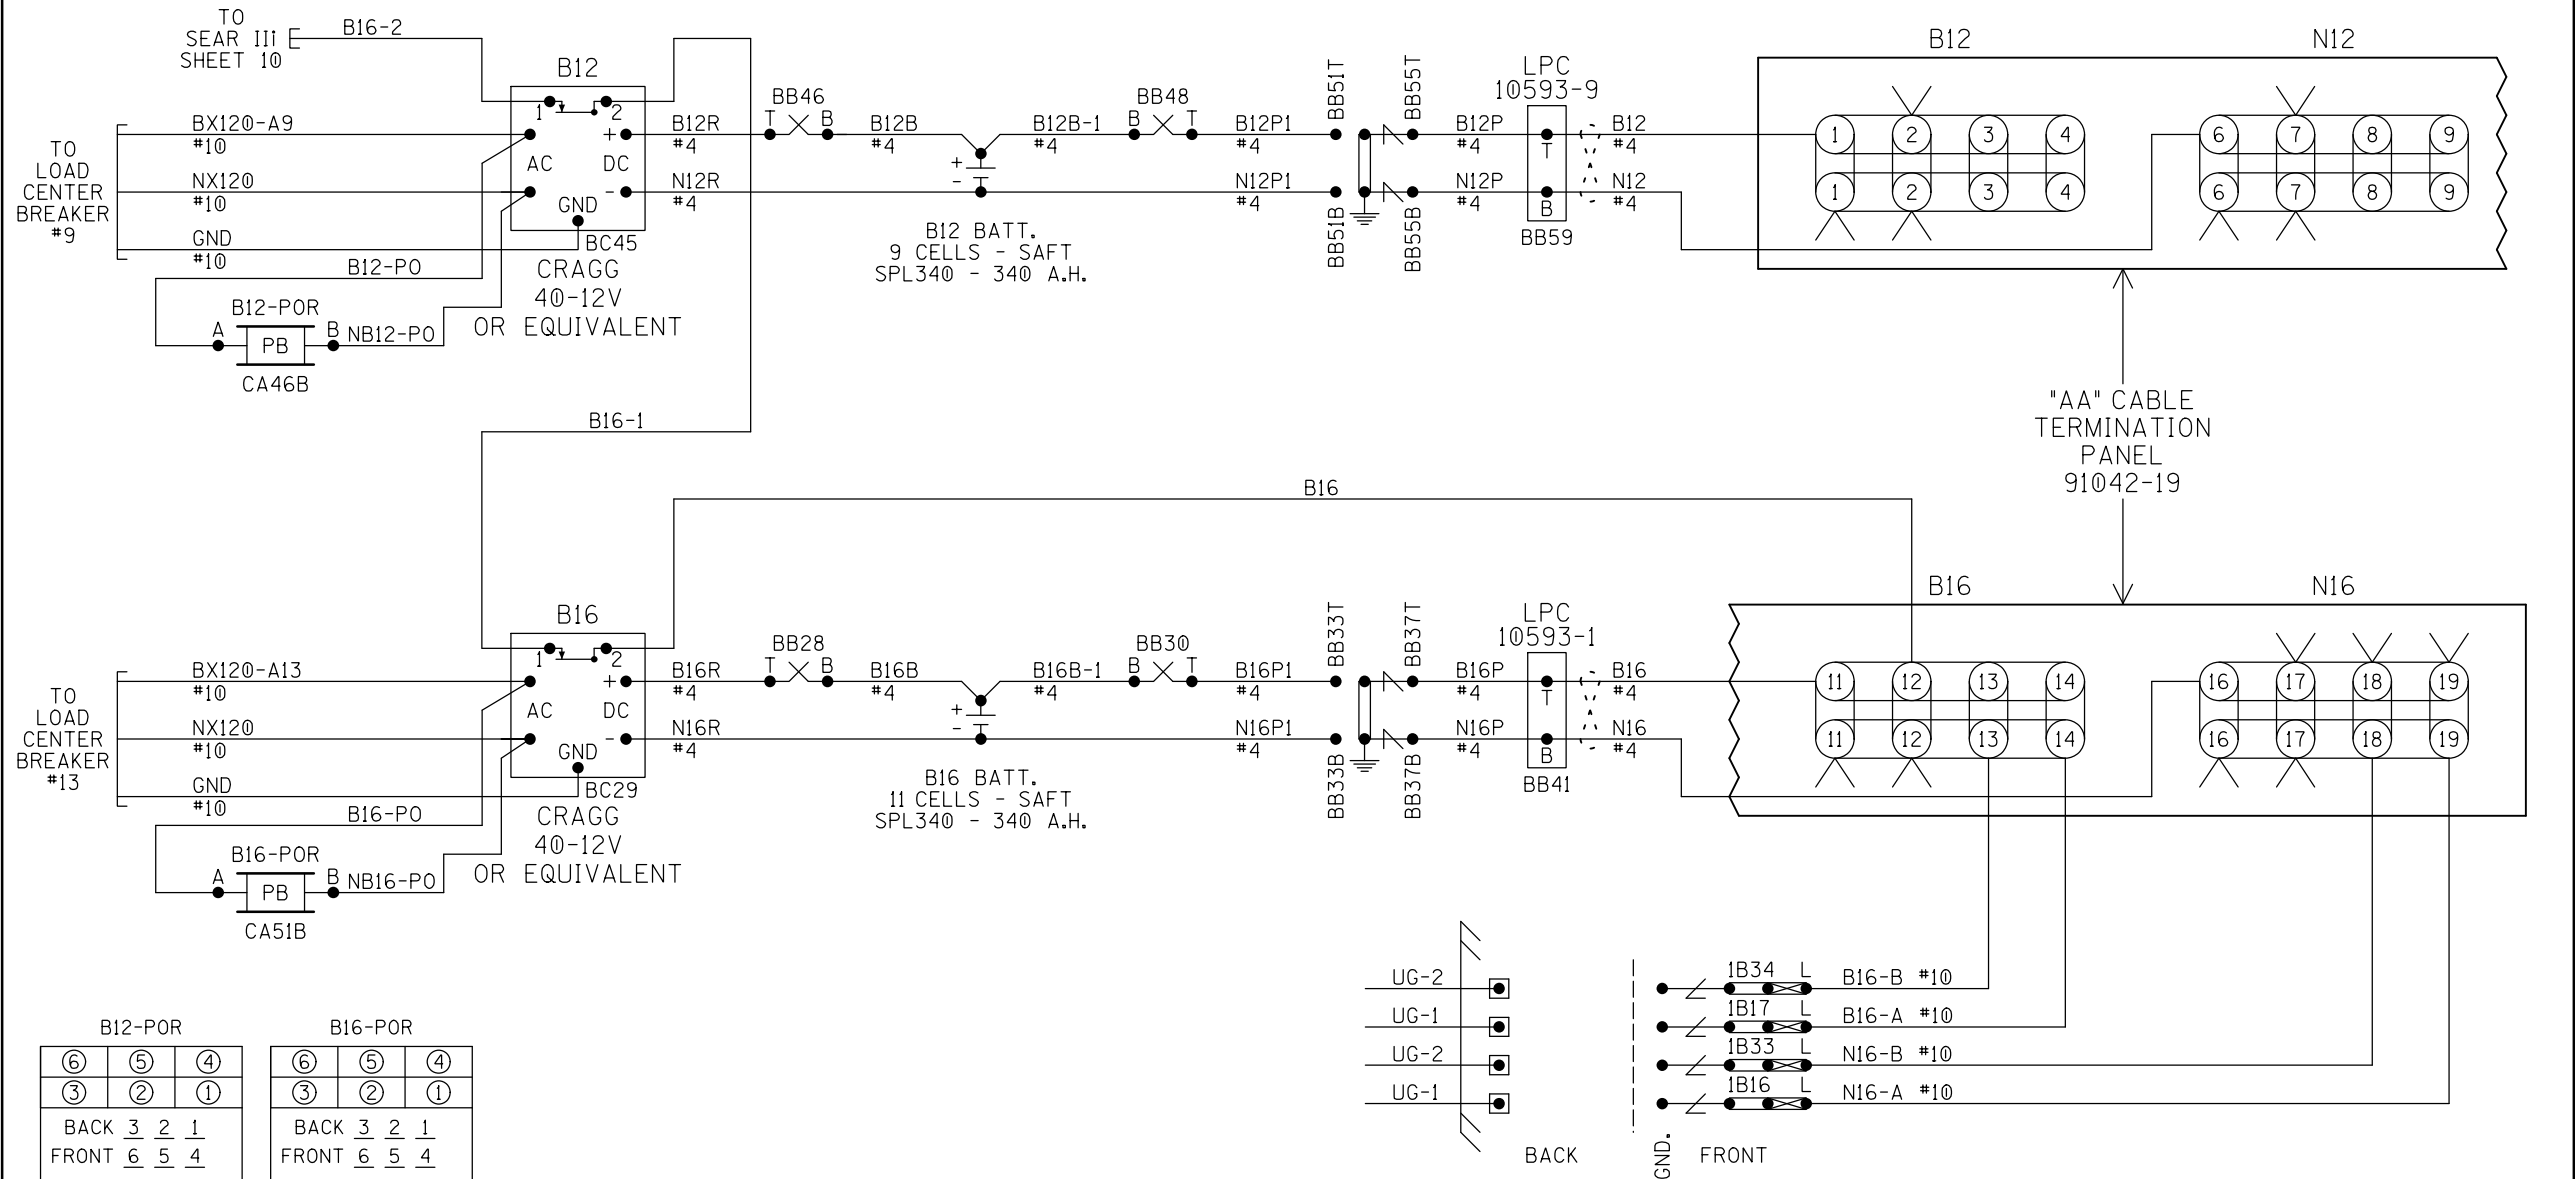 TO
SEAR IIi
SHEET 10
B16-2
B12
1
2
TO
LOAD
CENTER
BREAKER
#9
BX120-A9
#10
NX120
#10
GND
#10
B12-PO
AC
DC
+
-
GND
BC45
CRAGG
40-12V
OR EQUIVALENT
B12-POR
A
PB
B
NB12-PO
CA46B
B12R
#4
N12R
#4
BB46
T
B
B12B
#4
+
-
B12B-1
#4
B12 BATT.
9 CELLS - SAFT
SPL340 - 340 A.H.
BB48
B
T
B12P1
#4
N12P1
#4
BB51T
BB51B
BB55T
BB55B
B12P
#4
N12P
#4
LPC
10593-9
T
B
BB59
B12
#4
N12
#4
B12
N12
1 2 3 4 6 7 8 9
1 2 3 4 6 7 8 9
"AA" CABLE
TERMINATION
PANEL
91042-19
B16-1
B16
B16
1
2
TO
LOAD
CENTER
BREAKER
#13
BX120-A13
#10
NX120
#10
GND
#10
B16-PO
AC
DC
+
-
GND
BC29
CRAGG
40-12V
OR EQUIVALENT
B16-POR
A
PB
B
NB16-PO
CA51B
B16R
#4
N16R
#4
BB28
T
B
B16B
#4
+
-
B16B-1
#4
B16 BATT.
11 CELLS - SAFT
SPL340 - 340 A.H.
BB30
B
T
B16P1
#4
N16P1
#4
BB33T
BB33B
BB37T
BB37B
B16P
#4
N16P
#4
LPC
10593-1
T
B
BB41
B16
#4
N16
#4
B16
N16
11 12 13 14 16 17 18 19
11 12 13 14 16 17 18 19
UG-2
1B34 L
B16-B #10
UG-1
1B17 L
B16-A #10
UG-2
1B33 L
N16-B #10
UG-1
1B16 L
N16-A #10
BACK
GND.
FRONT
B12-POR
6 5 4
3 2 1
BACK 3 2 1
FRONT 6 5 4
B16-POR
6 5 4
3 2 1
BACK 3 2 1
FRONT 6 5 4